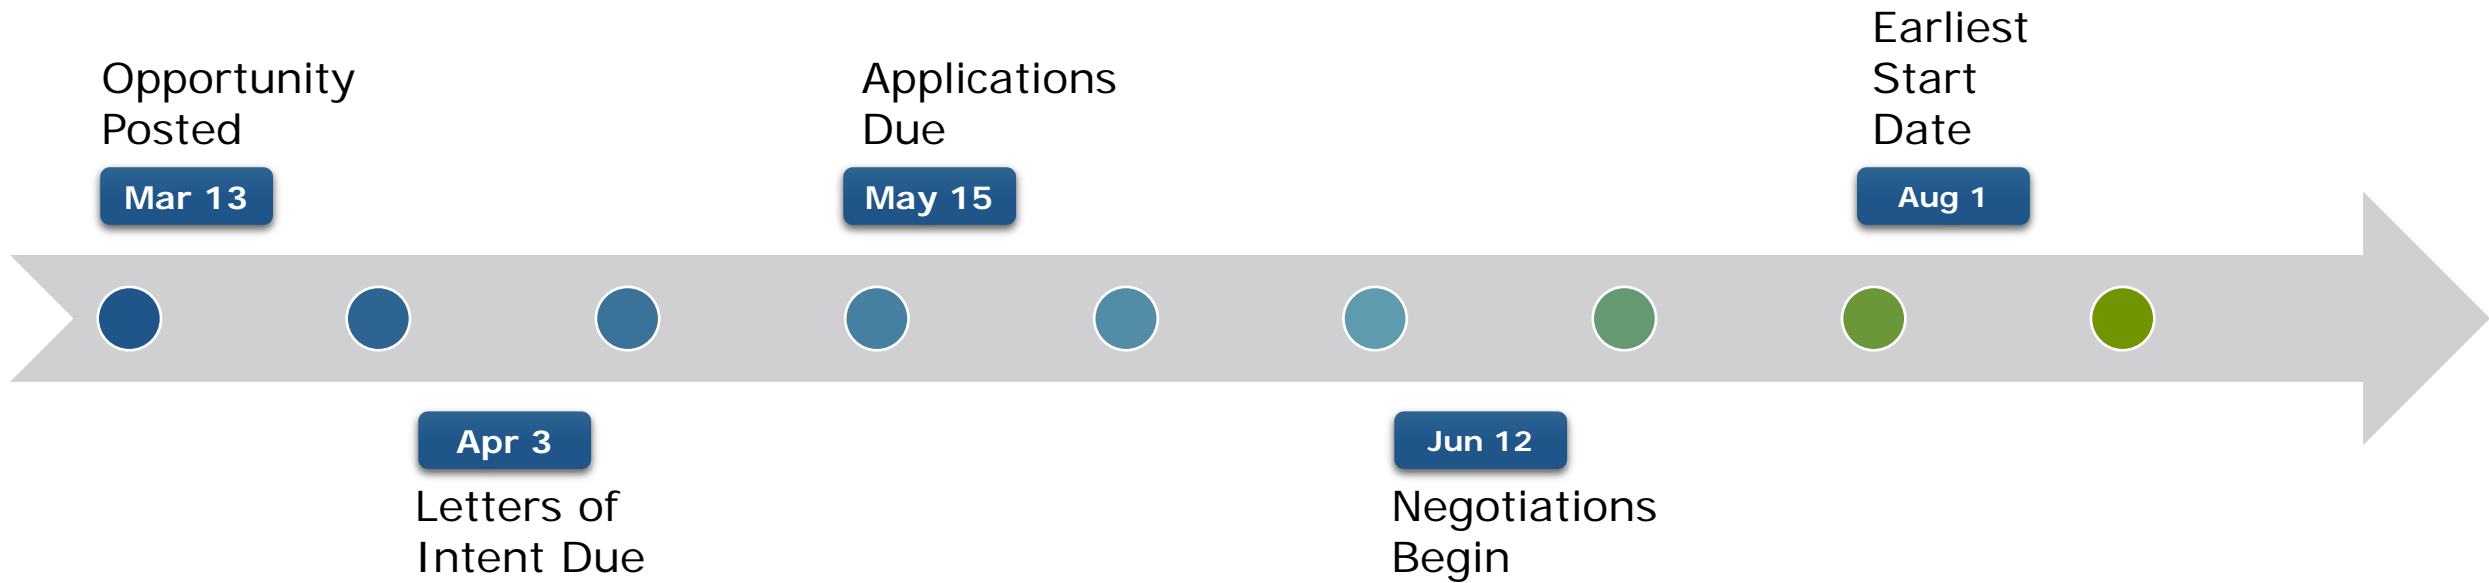 Opportunity
Posted
Mar 13
Letters of
Intent Due
Apr 3
Applications
Due
May 15
Negotiations
Begin
Jun 12
Earliest
Start
Date
Aug 1